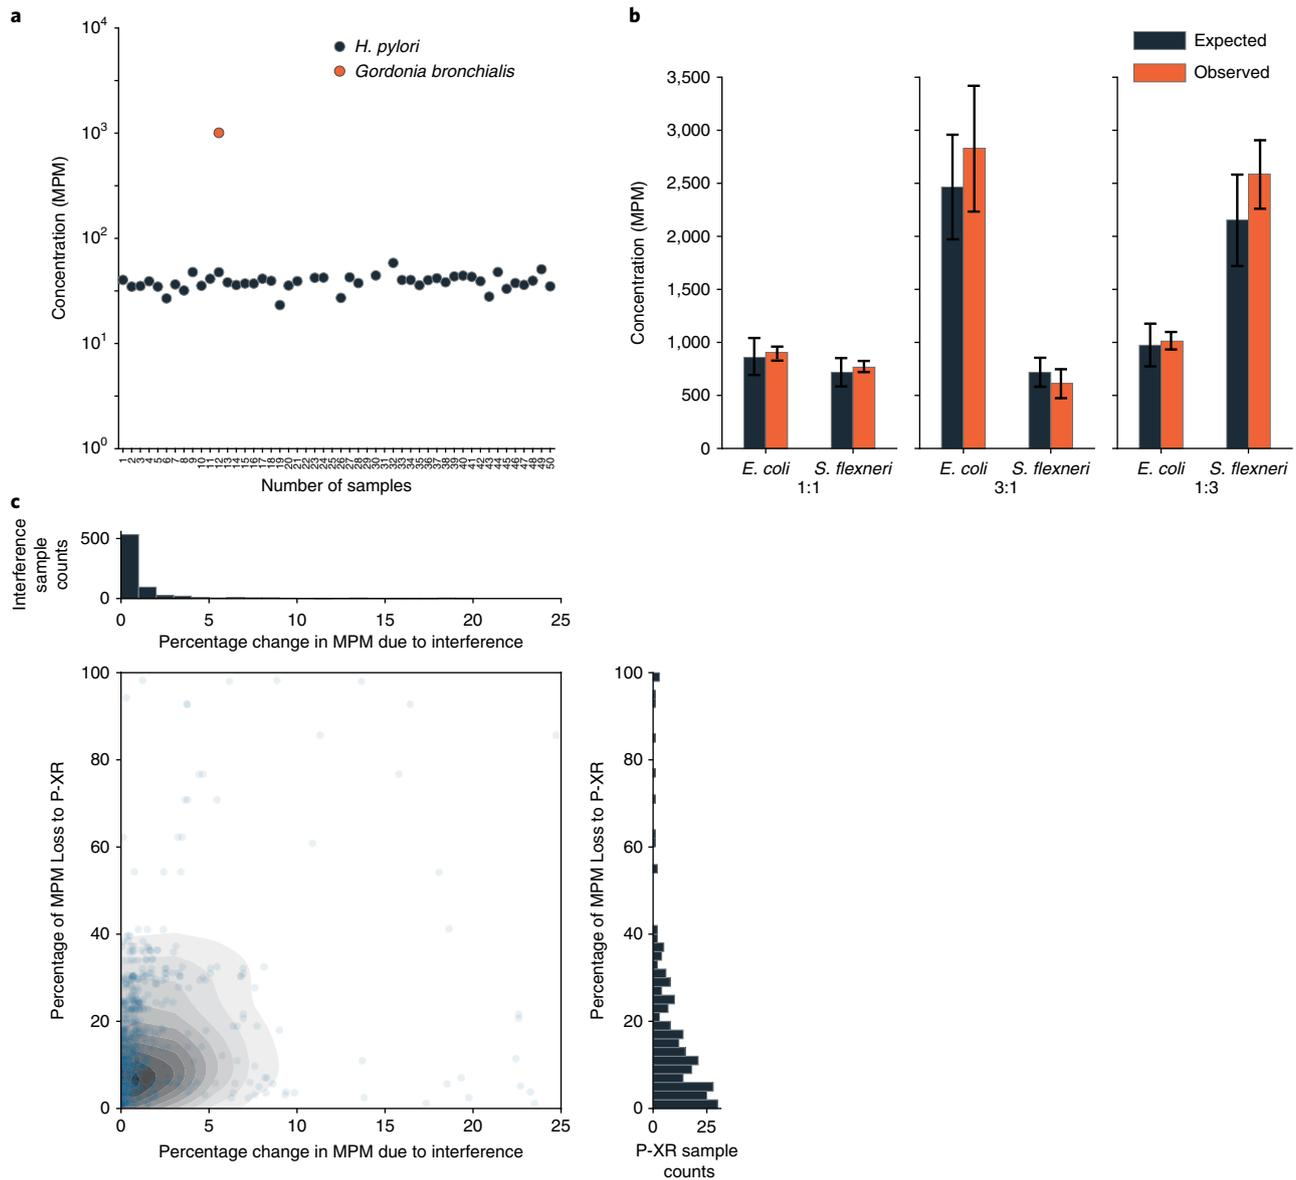 a
10^4
10^3
10^2
10^1
10^0
Concentration (MPM)
H. pylori
Gordonia bronchialis
1 2 3 4 5 6 7 8 9 10 11 12 13 14 15 16 17 18 19 20 21 22 23 24 25 26 27 28 29 30 31 32 33 34 35 36 37 38 39 40 41 42 43 44 45 46 47 48 49 50
Number of samples
b
Expected
Observed
3,500
3,000
2,500
2,000
1,500
1,000
500
0
Concentration (MPM)
E. coli S. flexneri
1:1
E. coli S. flexneri
3:1
E. coli S. flexneri
1:3
c
Interference
sample
counts
500
0
0 5 10 15 20 25
Percentage change in MPM due to interference
100
80
60
40
20
0
Percentage of MPM Loss to P-XR
0 5 10 15 20 25
Percentage change in MPM due to interference
100
80
60
40
20
0
Percentage of MPM Loss to P-XR
0 25
P-XR sample
counts